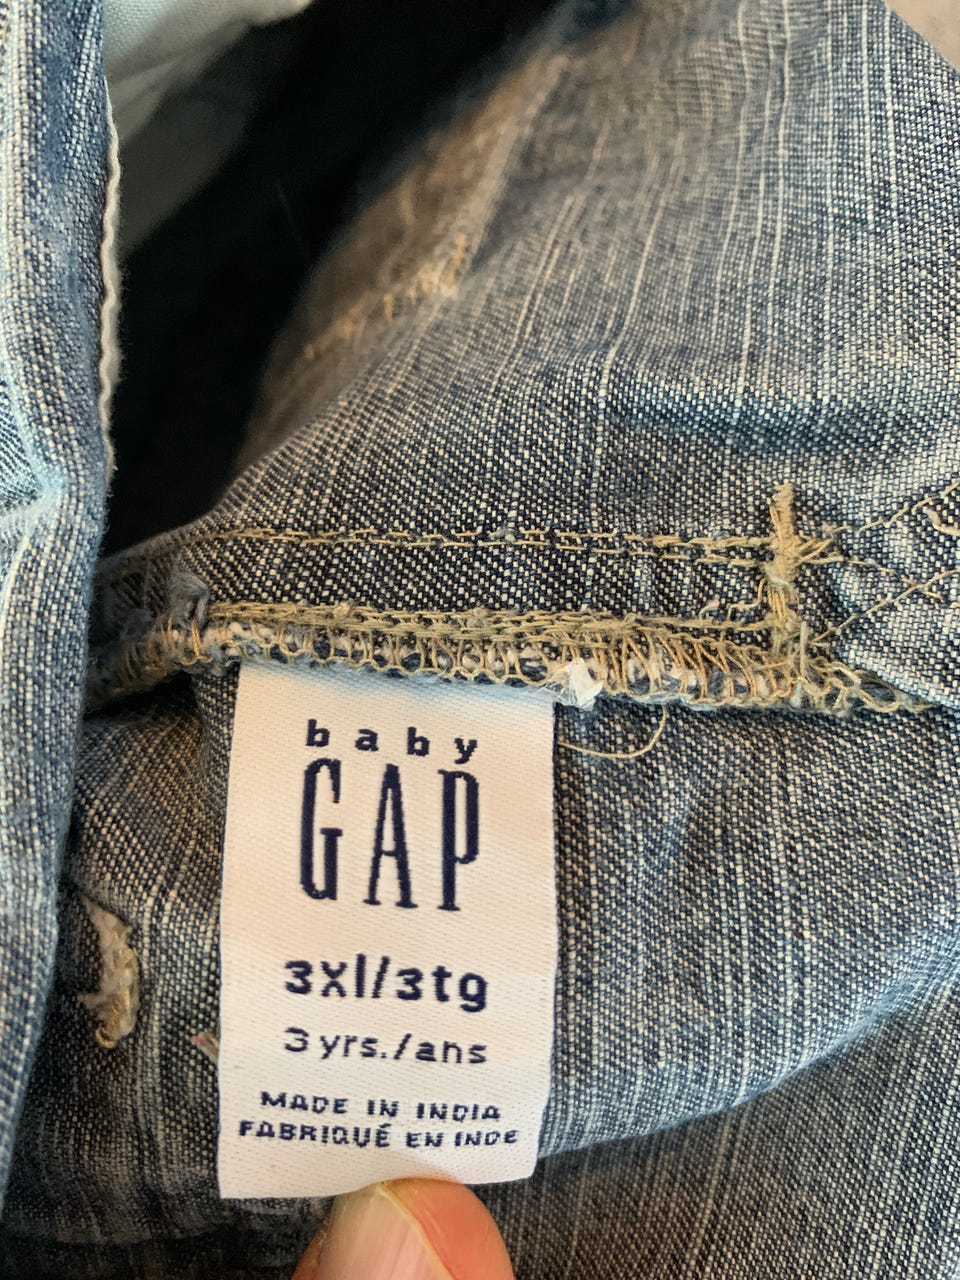 baby
GAP
3xl/3tg
3 yrs./ans
MADE IN INDIA
FABRIQUÉ EN INDE